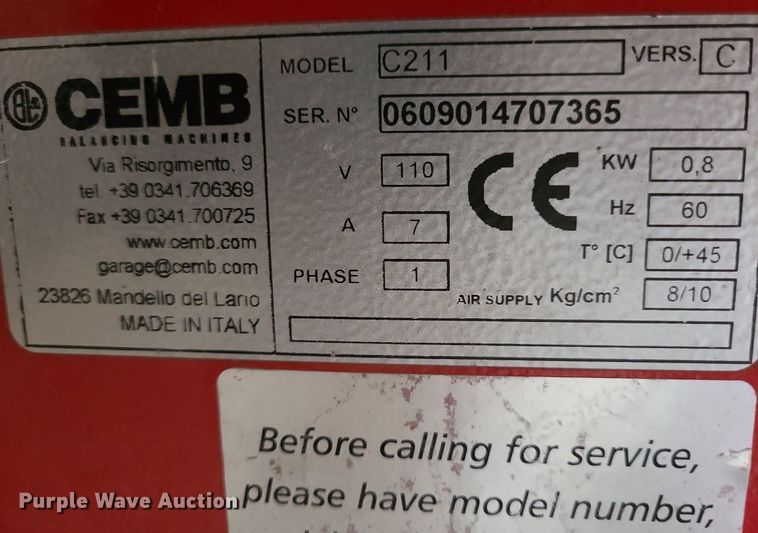 CEMB
BALANCING MACHINES
Via Risorgimento, 9
tel. +39 0341.706369
Fax +39 0341.700725
www.cemb.com
garage@cemb.com
23826 Mandello del Lario
MADE IN ITALY
MODEL C211 VERS. C
SER. N° 0609014707365
V 110
A 7
PHASE 1
CE
KW 0,8
Hz 60
T° [C] 0/+45
AIR SUPPLY Kg/cm² 8/10
Before calling for service,
please have model number,
Purple Wave Auction